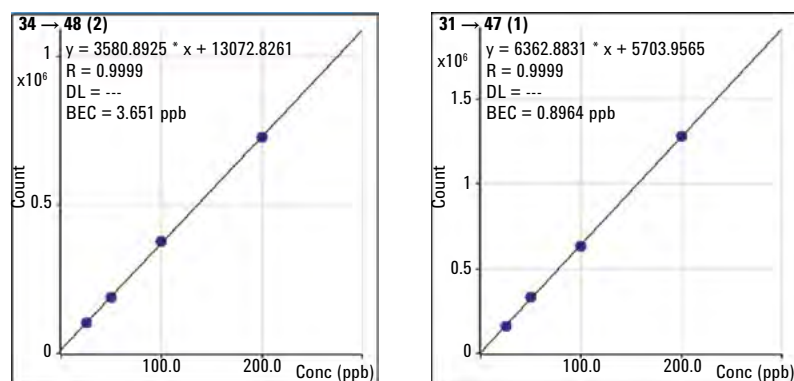 34 → 48 (2)
y = 3580.8925 * x + 13072.8261
R = 0.9999
DL = ---
BEC = 3.651 ppb
1
x10⁶
Count
0.5
0
100.0
200.0
Conc (ppb)
31 → 47 (1)
y = 6362.8831 * x + 5703.9565
R = 0.9999
DL = ---
BEC = 0.8964 ppb
x10⁶
1.5
Count
1
0.5
0
100.0
200.0
Conc (ppb)